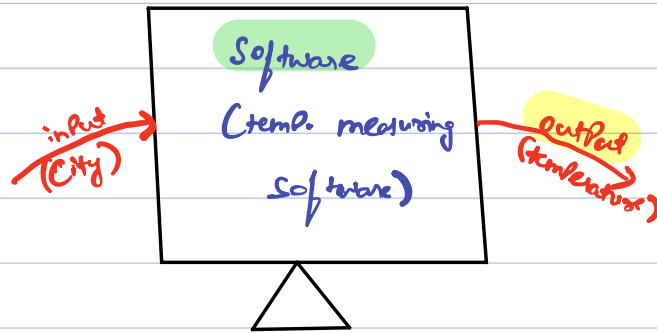 Software
(temp. measuring
Software)
input
(City)
output
(temperature)